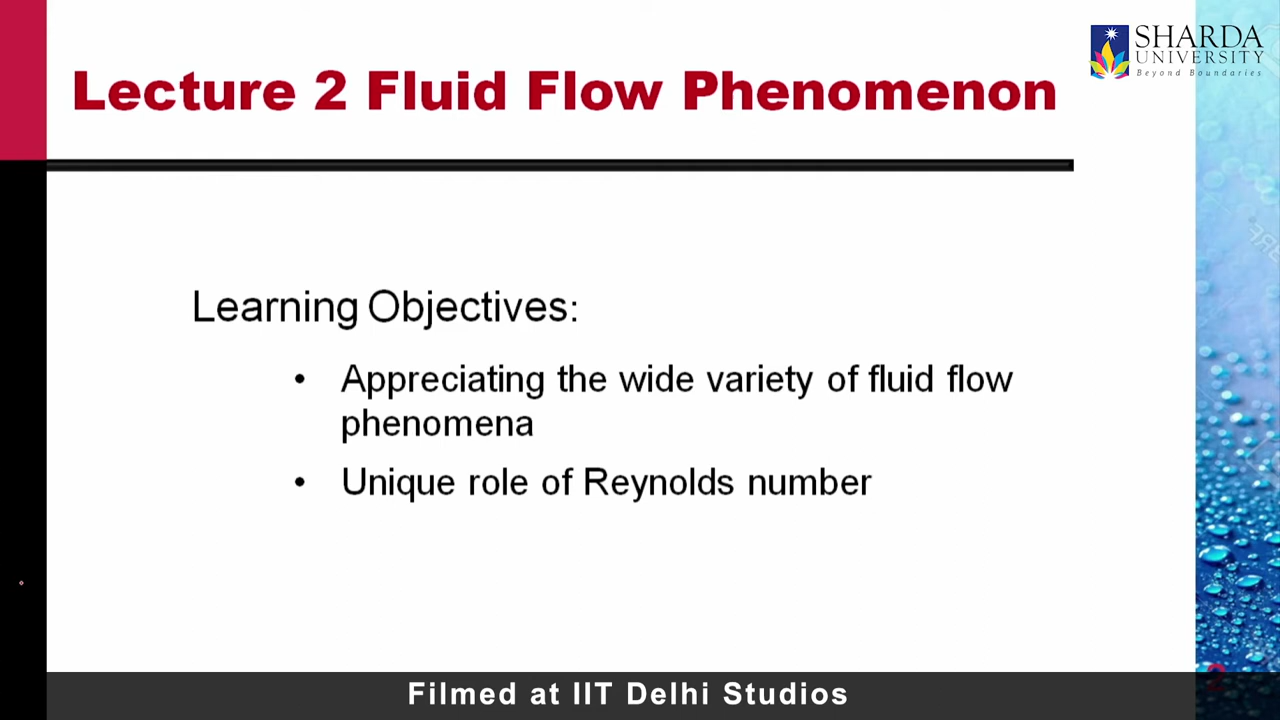 SHARDA
UNIVERSITY
Beyond Boundaries
Lecture 2 Fluid Flow Phenomenon
Learning Objectives:
• Appreciating the wide variety of fluid flow
phenomena
• Unique role of Reynolds number
2
Filmed at IIT Delhi Studios